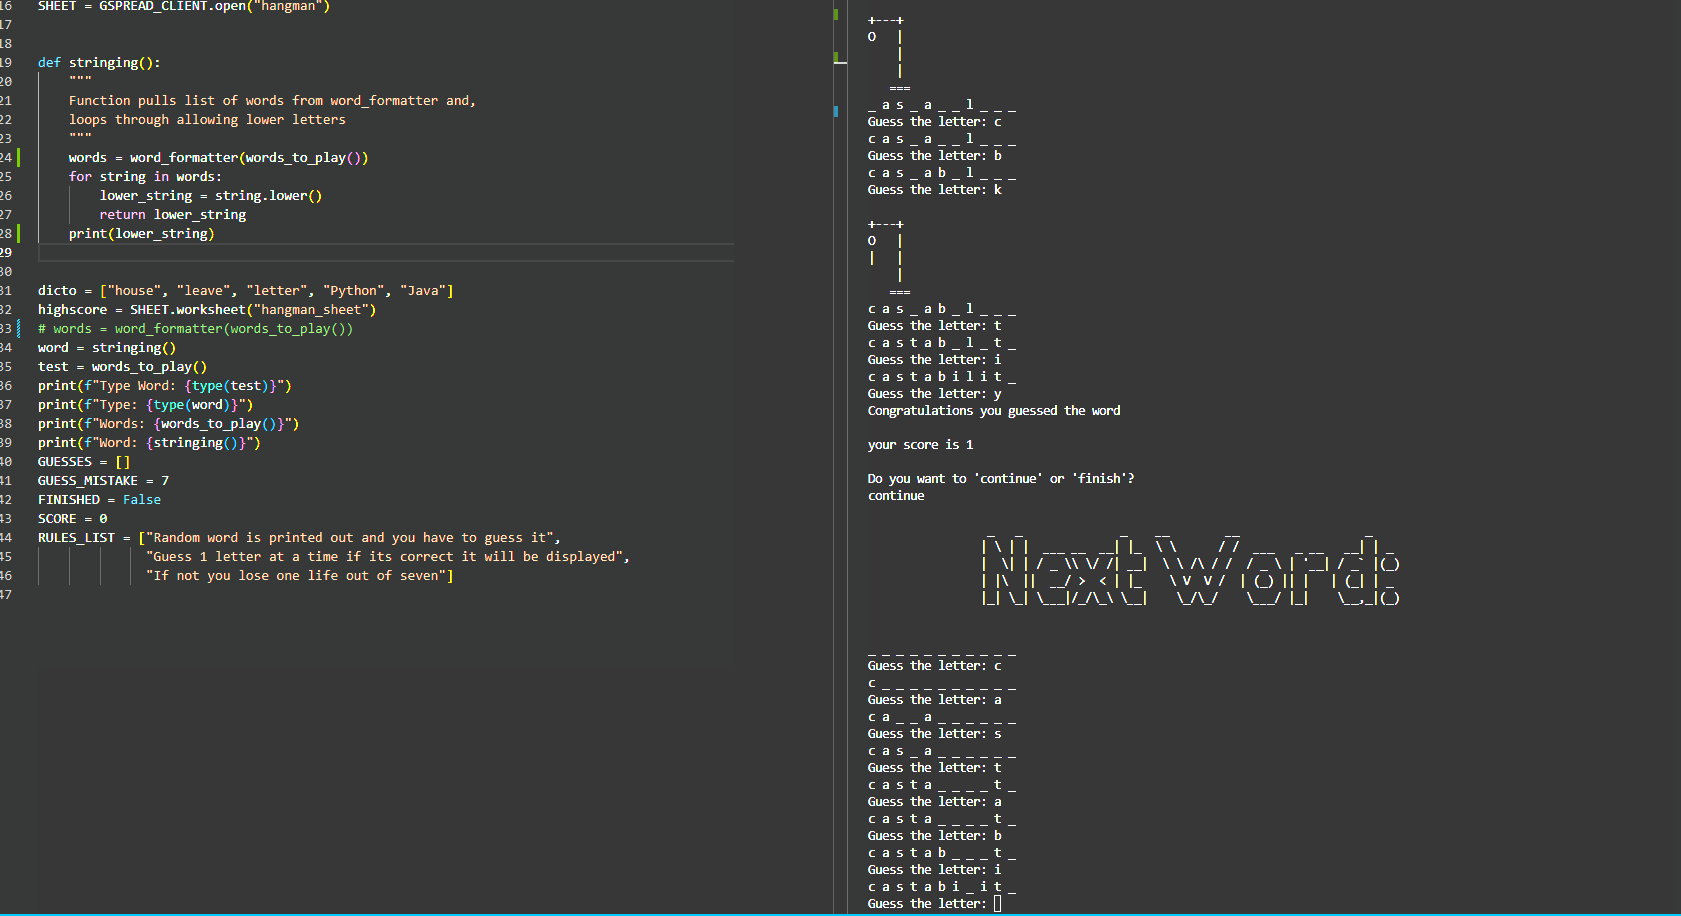 16 SHEET = GSPREAD_CLIENT.open("hangman")
17
18
19 def stringing():
20     """
21     Function pulls list of words from word_formatter and,
22     loops through allowing lower letters
23     """
24     words = word_formatter(words_to_play())
25     for string in words:
26         lower_string = string.lower()
27         return lower_string
28     print(lower_string)
29
30
31 dicto = ["house", "leave", "letter", "Python", "Java"]
32 highscore = SHEET.worksheet("hangman_sheet")
33 # words = word_formatter(words_to_play())
34 word = stringing()
35 test = words_to_play()
36 print(f"Type Word: {type(test)}")
37 print(f"Type: {type(word)}")
38 print(f"Words: {words_to_play()}")
39 print(f"Word: {stringing()}")
40 GUESSES = []
41 GUESS_MISTAKE = 7
42 FINISHED = False
43 SCORE = 0
44 RULES_LIST = ["Random word is printed out and you have to guess it",
45               "Guess 1 letter at a time if its correct it will be displayed",
46               "If not you lose one life out of seven"]
47
+---+
O   |
    |
    |
   ===
_ a s _ a _ _ l _ _ _
Guess the letter: c
c a s _ a _ _ l _ _ _
Guess the letter: b
c a s _ a b _ l _ _ _
Guess the letter: k
+---+
O   |
|   |
    |
   ===
c a s _ a b _ l _ _ _
Guess the letter: t
c a s t a b _ l _ t _
Guess the letter: i
c a s t a b i l i t _
Guess the letter: y
Congratulations you guessed the word
your score is 1
Do you want to 'continue' or 'finish'?
continue
Next Word:
_ _ _ _ _ _ _ _ _ _ _
Guess the letter: c
c _ _ _ _ _ _ _ _ _ _
Guess the letter: a
c a _ _ a _ _ _ _ _ _
Guess the letter: s
c a s _ a _ _ _ _ _ _
Guess the letter: t
c a s t a _ _ _ _ t _
Guess the letter: a
c a s t a _ _ _ _ t _
Guess the letter: b
c a s t a b _ _ _ t _
Guess the letter: i
c a s t a b i _ i t _
Guess the letter: